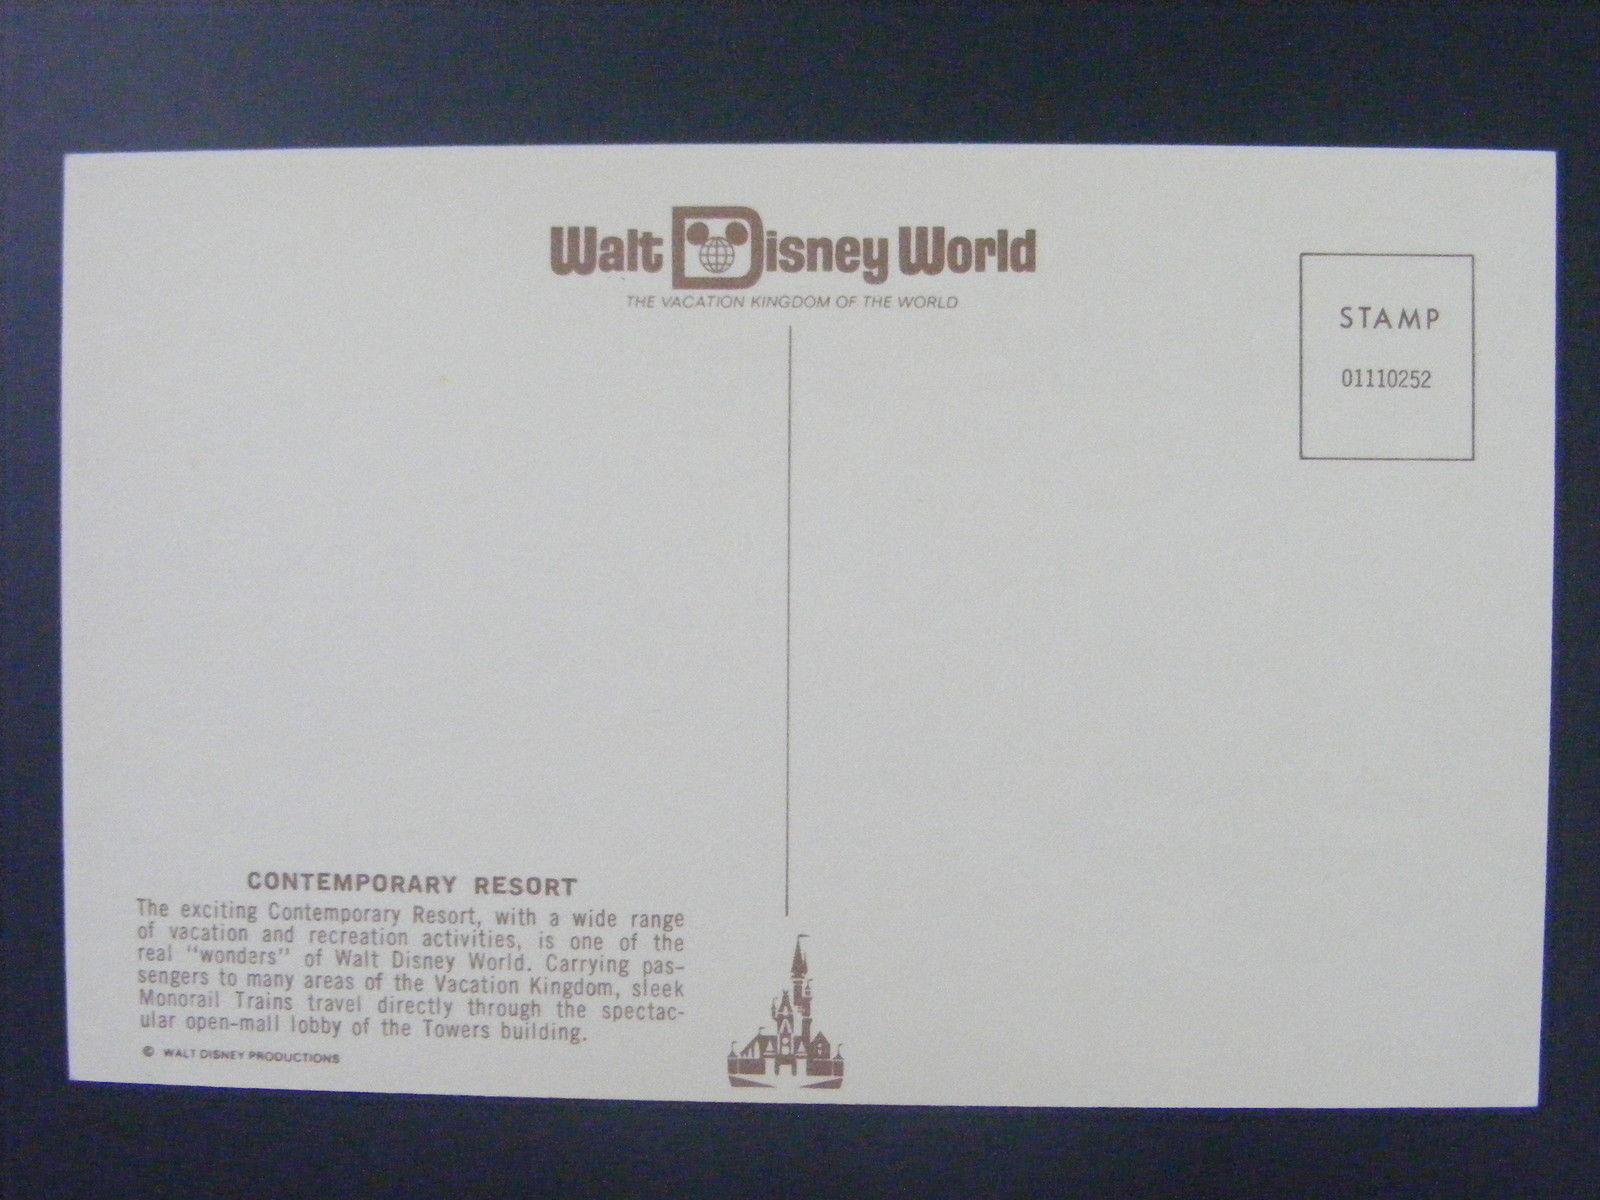 Walt Disney World
THE VACATION KINGDOM OF THE WORLD
STAMP
01110252
CONTEMPORARY RESORT
The exciting Contemporary Resort, with a wide range
of vacation and recreation activities, is one of the
real "wonders" of Walt Disney World. Carrying pas-
sengers to many areas of the Vacation Kingdom, sleek
Monorail Trains travel directly through the spectac-
ular open-mall lobby of the Towers building.
© WALT DISNEY PRODUCTIONS